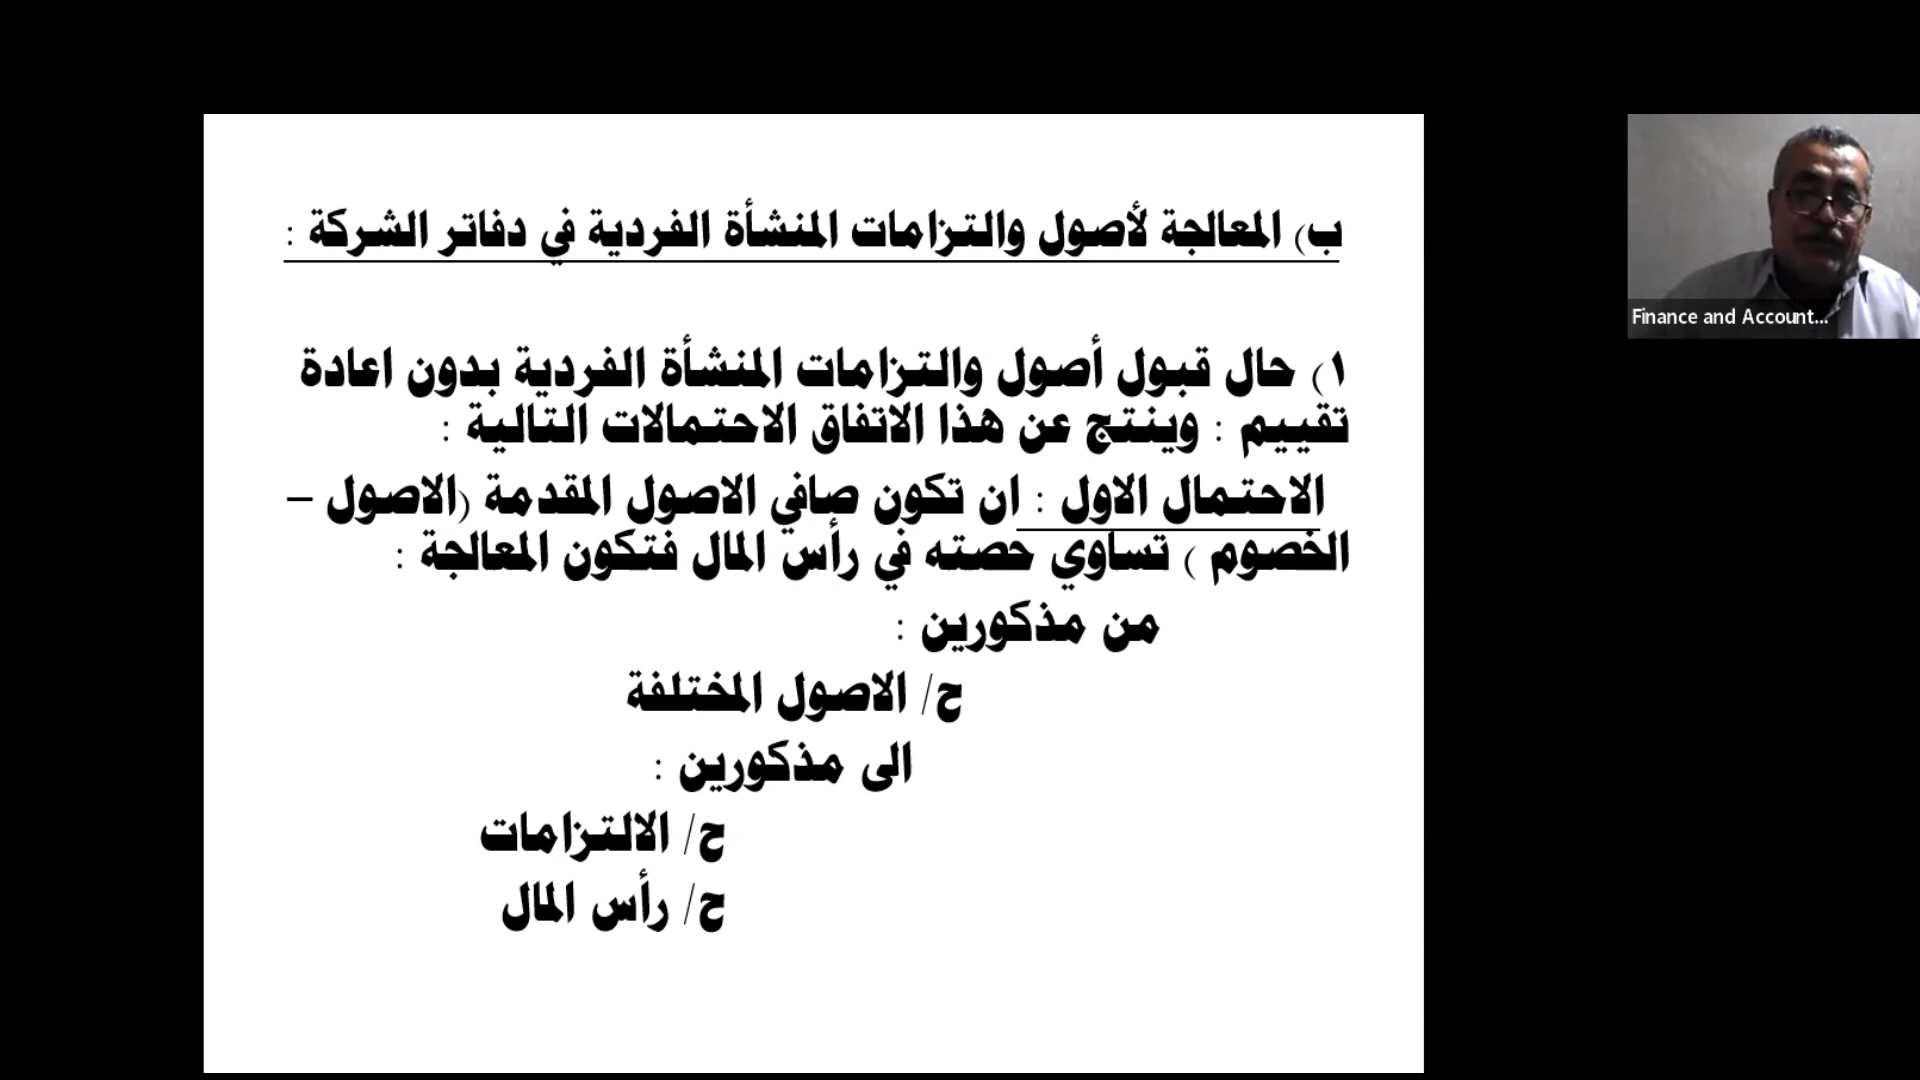 ب) المعالجة لأصول والتزامات المنشأة الفردية في دفاتر الشركة :
١) حال قبول أصول والتزامات المنشأة الفردية بدون اعادة
تقييم : وينتج عن هذا الاتفاق الاحتمالات التالية :
الاحتمال الاول : ان تكون صافي الاصول المقدمة (الاصول –
الخصوم ) تساوي حصته في رأس المال فتكون المعالجة :
من مذكورين :
ح/ الاصول المختلفة
الى مذكورين :
ح/ الالتزامات
ح/ رأس المال
Finance and Account...